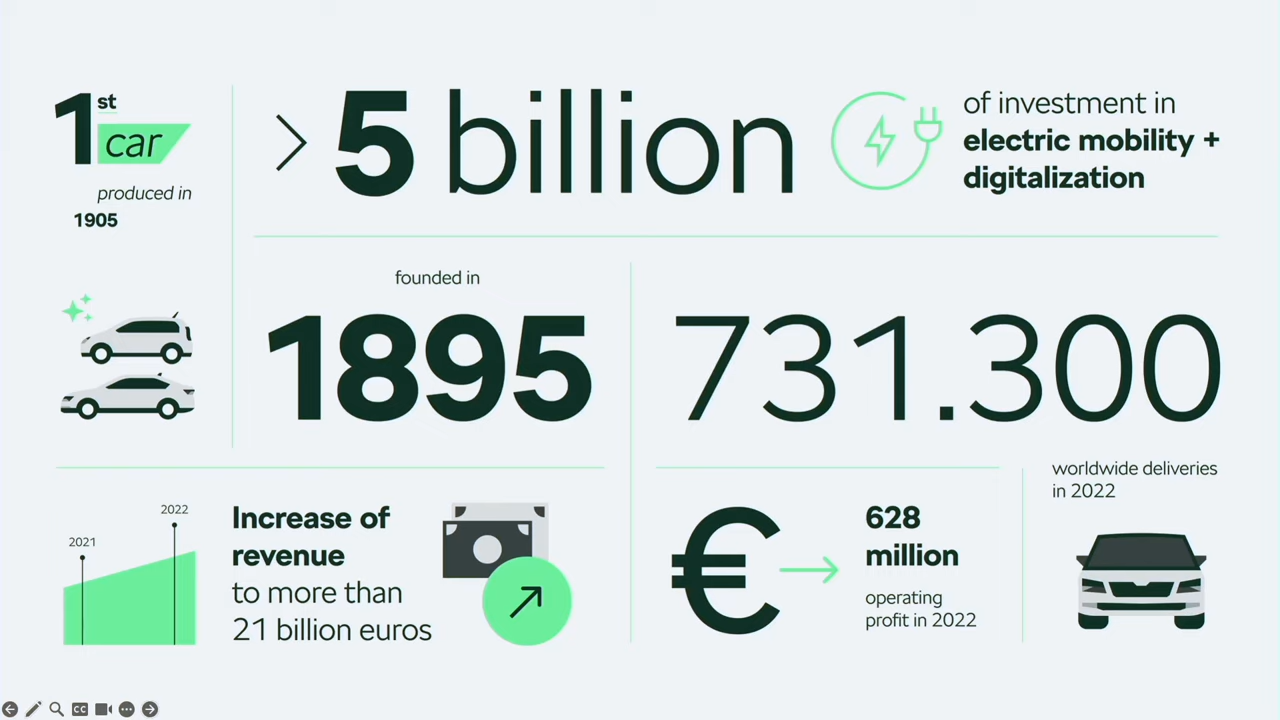 1st
car
produced in
1905
> 5 billion
of investment in
electric mobility +
digitalization
founded in
1895
731.300
worldwide deliveries
in 2022
2021
2022
Increase of
revenue
to more than
21 billion euros
€
628
million
operating
profit in 2022
CC